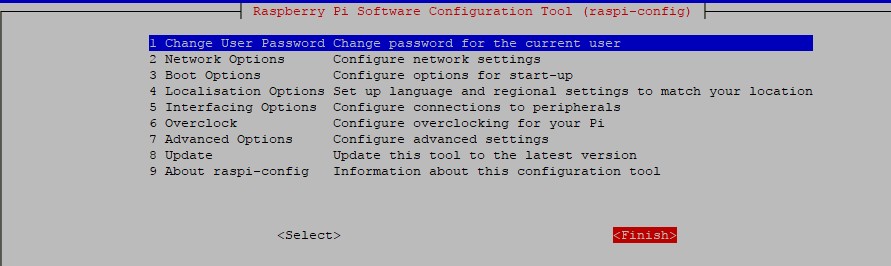 Raspberry Pi Software Configuration Tool (raspi-config)
1 Change User Password Change password for the current user
2 Network Options Configure network settings
3 Boot Options Configure options for start-up
4 Localisation Options Set up language and regional settings to match your location
5 Interfacing Options Configure connections to peripherals
6 Overclock Configure overclocking for your Pi
7 Advanced Options Configure advanced settings
8 Update Update this tool to the latest version
9 About raspi-config Information about this configuration tool
<Select> <Finish>